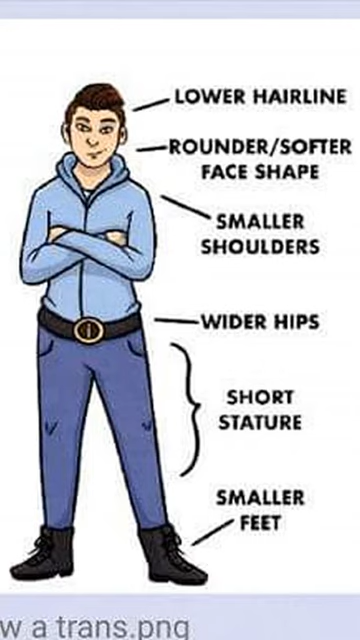 LOWER HAIRLINE
ROUNDER/SOFTER
FACE SHAPE
SMALLER
SHOULDERS
WIDER HIPS
SHORT
STATURE
SMALLER
FEET
w a trans.png